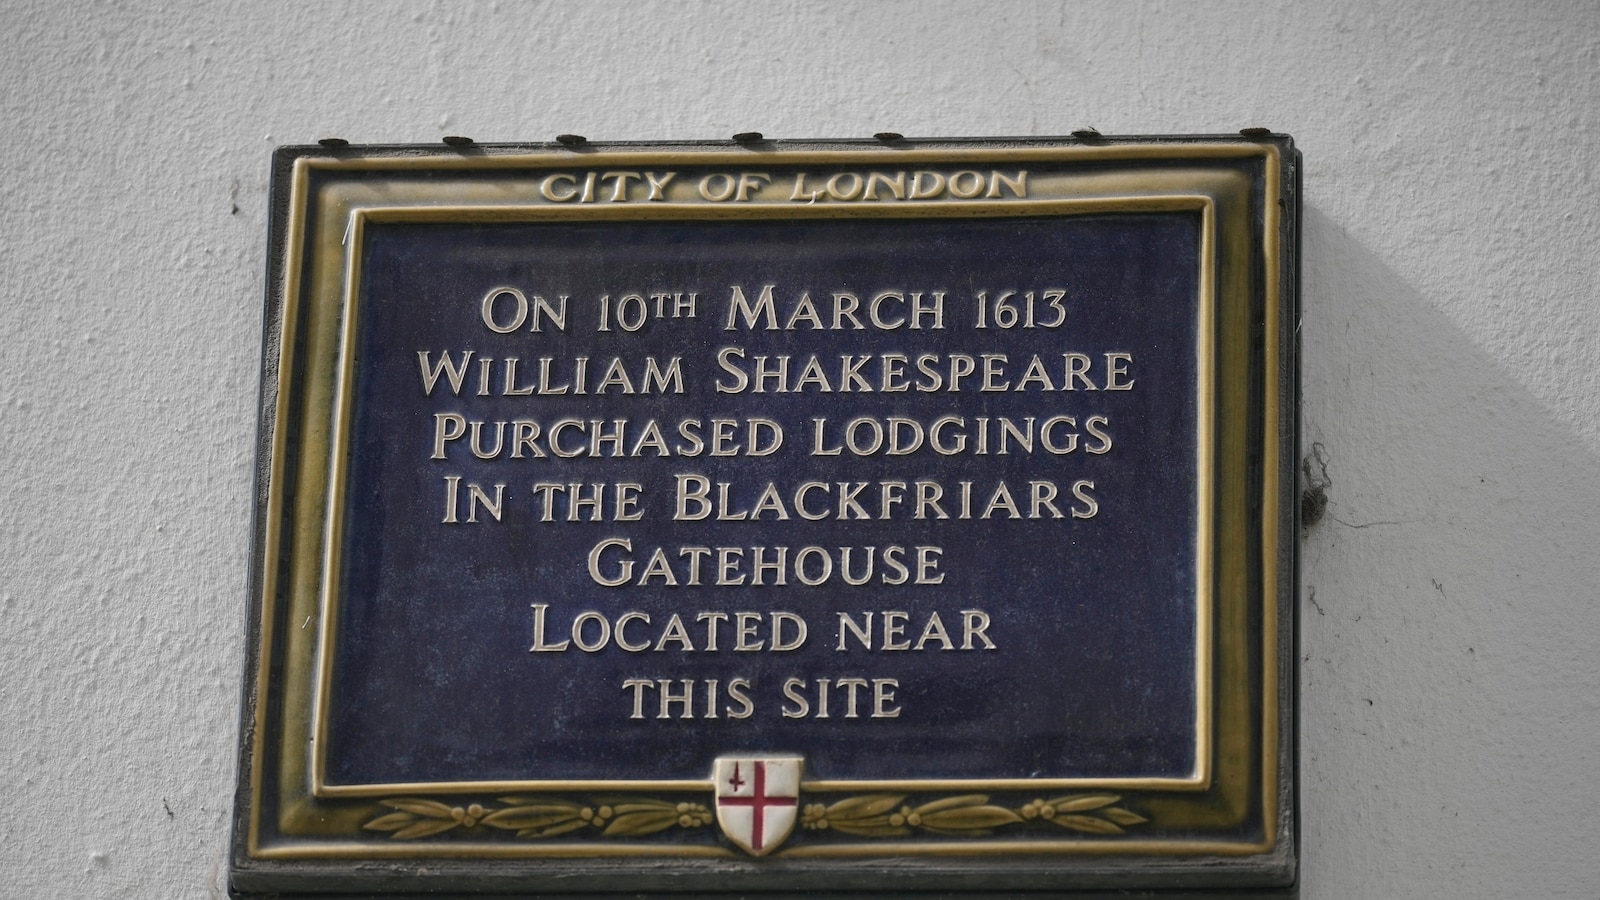 CITY OF LONDON
ON 10TH MARCH 1613
WILLIAM SHAKESPEARE
PURCHASED LODGINGS
IN THE BLACKFRIARS
GATEHOUSE
LOCATED NEAR
THIS SITE